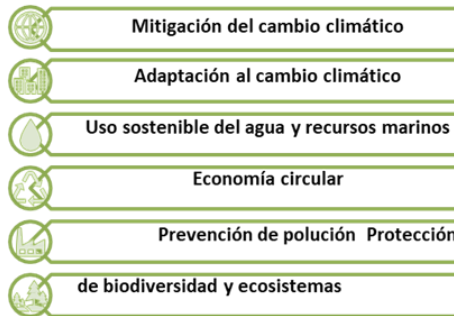 Mitigación del cambio climático
Adaptación al cambio climático
Uso sostenible del agua y recursos marinos
Economía circular
Prevención de polución Protección
de biodiversidad y ecosistemas